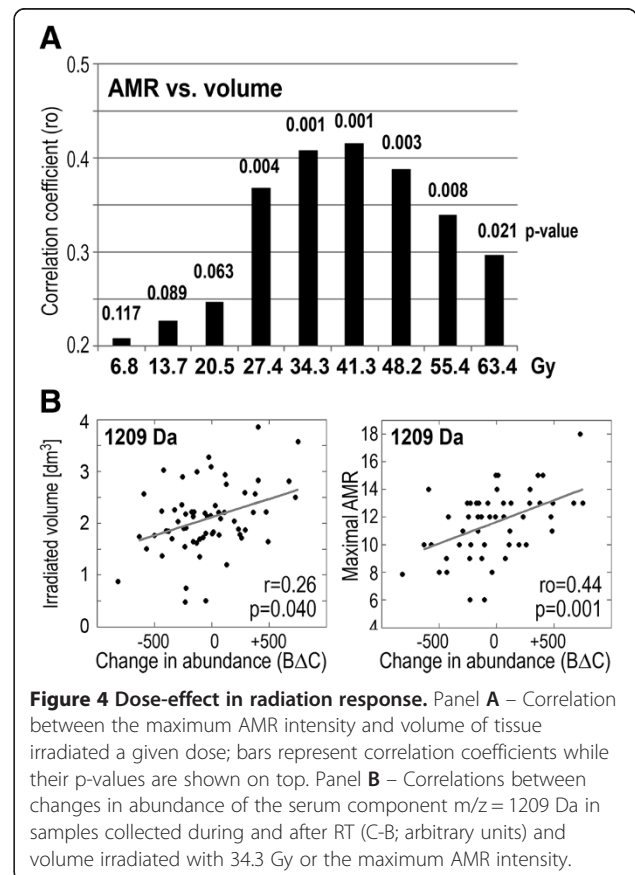 A
AMR vs. volume
Correlation coefficient (ro)
0.5
0.4
0.3
0.2
0.117
0.089
0.063
0.004
0.001
0.001
0.003
0.008
0.021 p-value
6.8 13.7 20.5 27.4 34.3 41.3 48.2 55.4 63.4 Gy
B
1209 Da
Irradiated volume [dm³]
4
3
2
1
0
r=0.26
p=0.040
-500 0 +500
Change in abundance (BΔC)
1209 Da
Maximal AMR
18
16
14
12
10
8
6
4
ro=0.44
p=0.001
-500 0 +500
Change in abundance (BΔC)
Figure 4 Dose-effect in radiation response. Panel A – Correlation
between the maximum AMR intensity and volume of tissue
irradiated a given dose; bars represent correlation coefficients while
their p-values are shown on top. Panel B – Correlations between
changes in abundance of the serum component m/z = 1209 Da in
samples collected during and after RT (C-B; arbitrary units) and
volume irradiated with 34.3 Gy or the maximum AMR intensity.